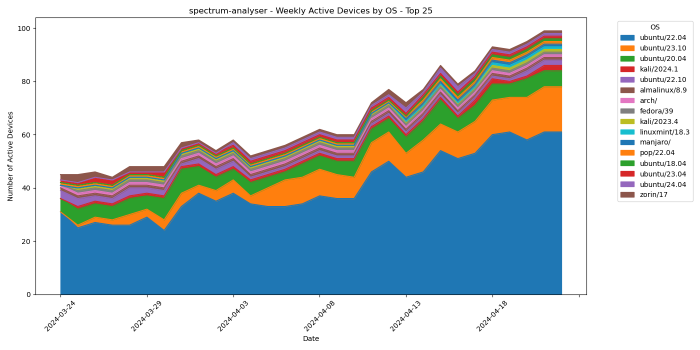 spectrum-analyser - Weekly Active Devices by OS - Top 25
Number of Active Devices
100
80
60
40
20
0
2024-03-24
2024-03-29
2024-04-03
2024-04-08
2024-04-13
2024-04-18
Date
OS
ubuntu/22.04
ubuntu/23.10
ubuntu/20.04
kali/2024.1
ubuntu/22.10
almalinux/8.9
arch/
fedora/39
kali/2023.4
linuxmint/18.3
manjaro/
pop/22.04
ubuntu/18.04
ubuntu/23.04
ubuntu/24.04
zorin/17